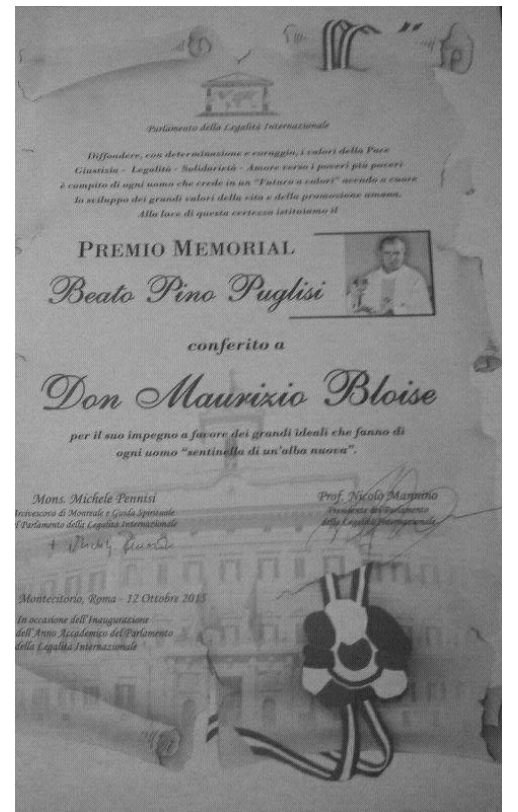 Parlamento della Legalità Internazionale
Diffondere, con determinazione e coraggio, i valori della Pace
Giustizia - Legalità - Solidarietà - Amore verso i poveri più poveri
è compito di ogni uomo che crede in un "Futuro a colori" avendo a cuore
lo sviluppo dei grandi valori della vita e della promozione umana.
Alla luce di questa certezza istituiamo il
PREMIO MEMORIAL
Beato Pino Puglisi
conferito a
Don Maurizio Bloise
per il suo impegno a favore dei grandi ideali che fanno di
ogni uomo "sentinella di un'alba nuova".
Mons. Michele Pennisi
Arcivescovo di Monreale e Guida Spirituale
del Parlamento della Legalità Internazionale
Prof. Nicolò Mannino
Presidente del Parlamento
della Legalità Internazionale
Montecitorio, Roma - 12 Ottobre 2015
In occasione dell'Inaugurazione
dell'Anno Accademico del Parlamento
della Legalità Internazionale